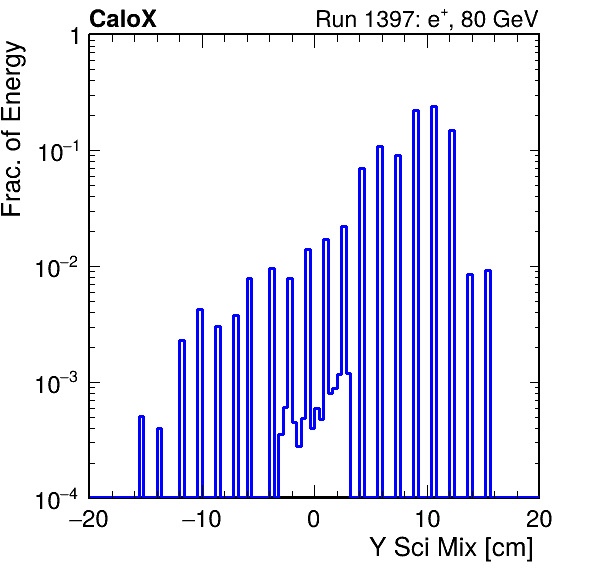 CaloX Run 1397: e⁺, 80 GeV
Frac. of Energy
1
10⁻¹
10⁻²
10⁻³
10⁻⁴
−20 −10 0 10 20
Y Sci Mix [cm]